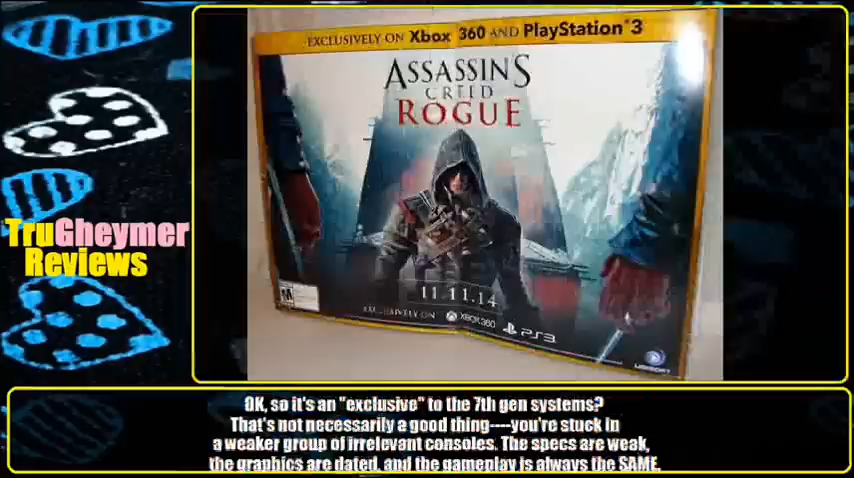 EXCLUSIVELY ON Xbox 360 AND PlayStation 3
ASSASSIN'S
CREED
ROGUE
11.11.14
EXCLUSIVELY ON XBOX 360 PS3
M
UBISOFT
TruGheymer
Reviews
OK, so it's an "exclusive" to the 7th gen systems?
That's not necessarily a good thing----you're stuck in
a weaker group of irrelevant consoles. The specs are weak,
the graphics are dated, and the gameplay is always the SAME.